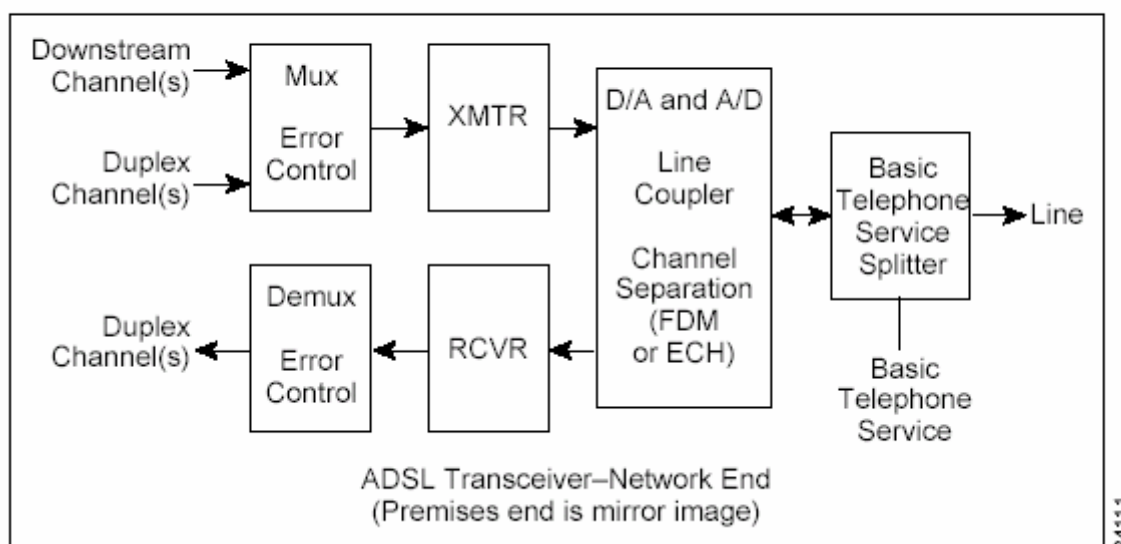 Downstream
Channel(s)
Duplex
Channel(s)
Mux
Error
Control
XMTR
D/A and A/D
Line
Coupler
Channel
Separation
(FDM
or ECH)
Basic
Telephone
Service
Splitter
Line
Duplex
Channel(s)
Demux
Error
Control
RCVR
Basic
Telephone
Service
ADSL Transceiver–Network End
(Premises end is mirror image)